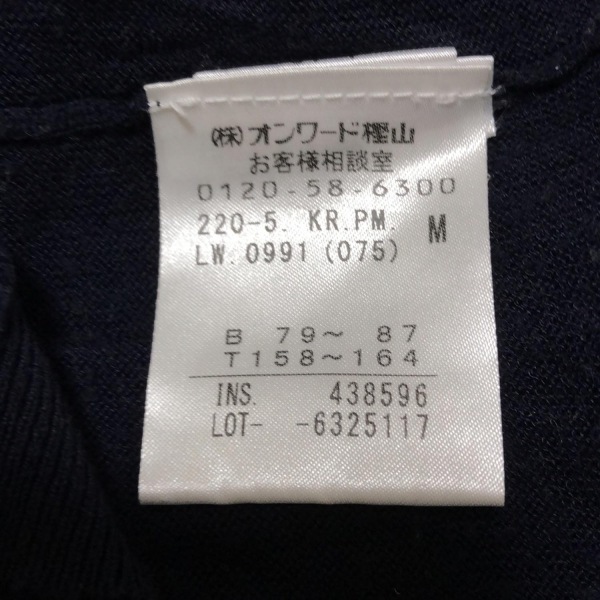 (株)オンワード樫山
お客様相談室
0120-58-6300
220-5. KR.PM. M
LW.0991(075)
B 79～ 87
T158～164
INS. 438596
LOT- -6325117